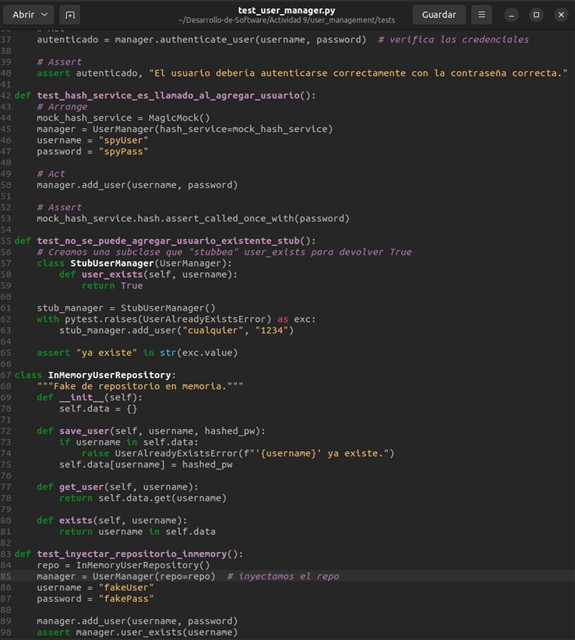 Abrir
test_user_manager.py
~/Desarrollo-de-Software/Actividad 9/user_management/tests
Guardar
36 # Act
37 autenticado = manager.authenticate_user(username, password)  # verifica las credenciales
38
39 # Assert
40 assert autenticado, "El usuario debería autenticarse correctamente con la contraseña correcta."
41
42 def test_hash_service_es_llamado_al_agregar_usuario():
43     # Arrange
44     mock_hash_service = MagicMock()
45     manager = UserManager(hash_service=mock_hash_service)
46     username = "spyUser"
47     password = "spyPass"
48
49     # Act
50     manager.add_user(username, password)
51
52     # Assert
53     mock_hash_service.hash.assert_called_once_with(password)
54
55 def test_no_se_puede_agregar_usuario_existente_stub():
56     # Creamos una subclase que "stubbea" user_exists para devolver True
57     class StubUserManager(UserManager):
58         def user_exists(self, username):
59             return True
60
61     stub_manager = StubUserManager()
62     with pytest.raises(UserAlreadyExistsError) as exc:
63         stub_manager.add_user("cualquier", "1234")
64
65     assert "ya existe" in str(exc.value)
66
67 class InMemoryUserRepository:
68     """Fake de repositorio en memoria."""
69     def __init__(self):
70         self.data = {}
71
72     def save_user(self, username, hashed_pw):
73         if username in self.data:
74             raise UserAlreadyExistsError(f"'{username}' ya existe.")
75         self.data[username] = hashed_pw
76
77     def get_user(self, username):
78         return self.data.get(username)
79
80     def exists(self, username):
81         return username in self.data
82
83 def test_inyectar_repositorio_inmemory():
84     repo = InMemoryUserRepository()
85     manager = UserManager(repo=repo)  # inyectamos el repo
86     username = "fakeUser"
87     password = "fakePass"
88
89     manager.add_user(username, password)
90     assert manager.user_exists(username)